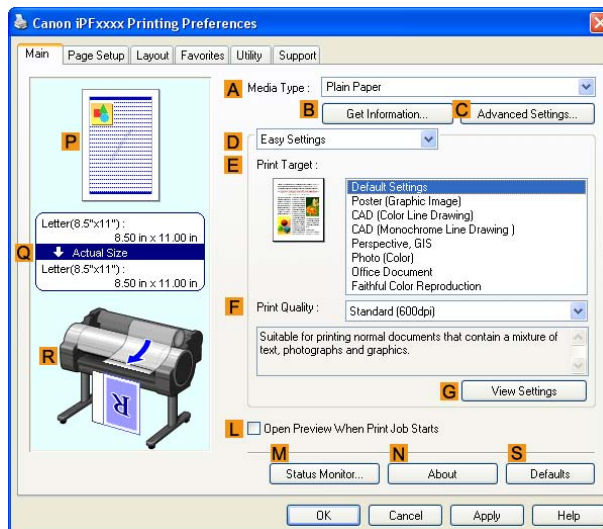 Canon iPFxxxx Printing Preferences
Main Page Setup Layout Favorites Utility Support
A Media Type : Plain Paper
B Get Information... C Advanced Settings...
D Easy Settings
E Print Target :
Default Settings
Poster (Graphic Image)
CAD (Color Line Drawing)
CAD (Monochrome Line Drawing )
Perspective, GIS
Photo (Color)
Office Document
Faithful Color Reproduction
P
Q
Letter(8.5"x11") :
8.50 in x 11.00 in
Actual Size
Letter(8.5"x11") :
8.50 in x 11.00 in
R
R
F Print Quality : Standard (600dpi)
Suitable for printing normal documents that contain a mixture of
text, photographs and graphics.
G View Settings
L Open Preview When Print Job Starts
M N S
Status Monitor... About Defaults
OK Cancel Apply Help